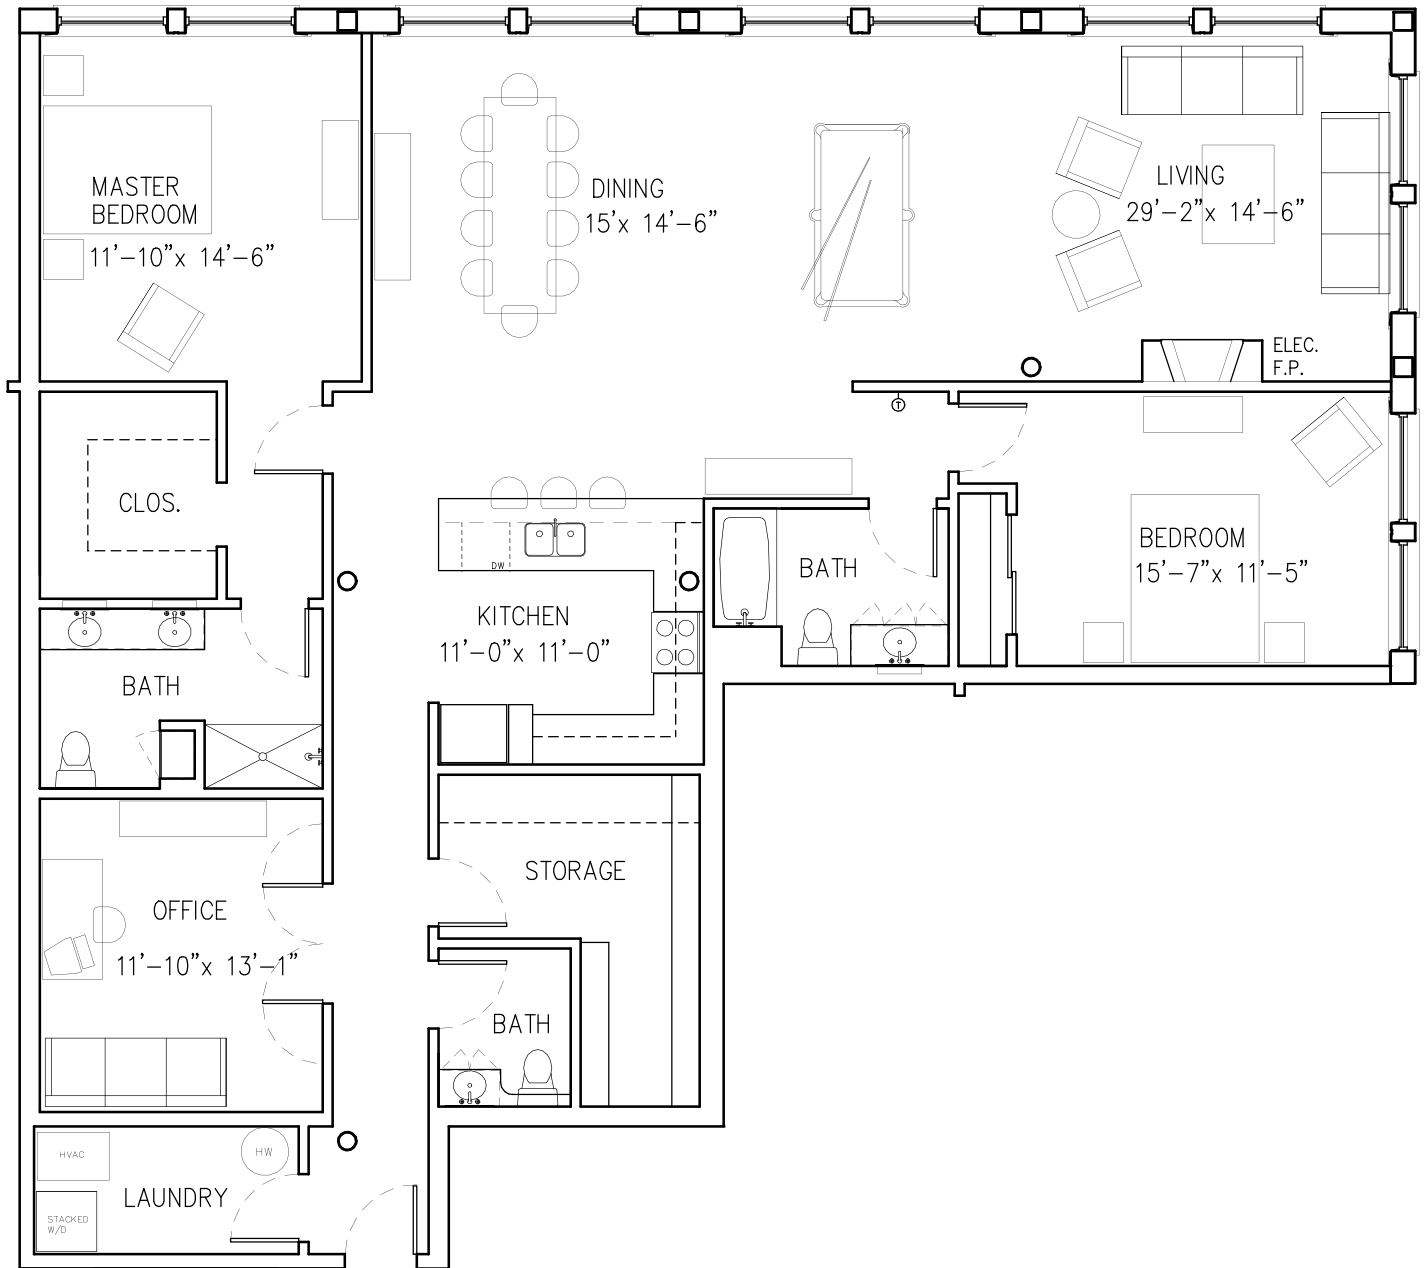 MASTER
BEDROOM
11'-10"x 14'-6"
DINING
15'x 14'-6"
LIVING
29'-2"x 14'-6"
ELEC.
F.P.
T
CLOS.
DW
KITCHEN
11'-0"x 11'-0"
BATH
BEDROOM
15'-7"x 11'-5"
BATH
STORAGE
OFFICE
11'-10"x 13'-1"
BATH
HVAC
HW
LAUNDRY
STACKED
W/D